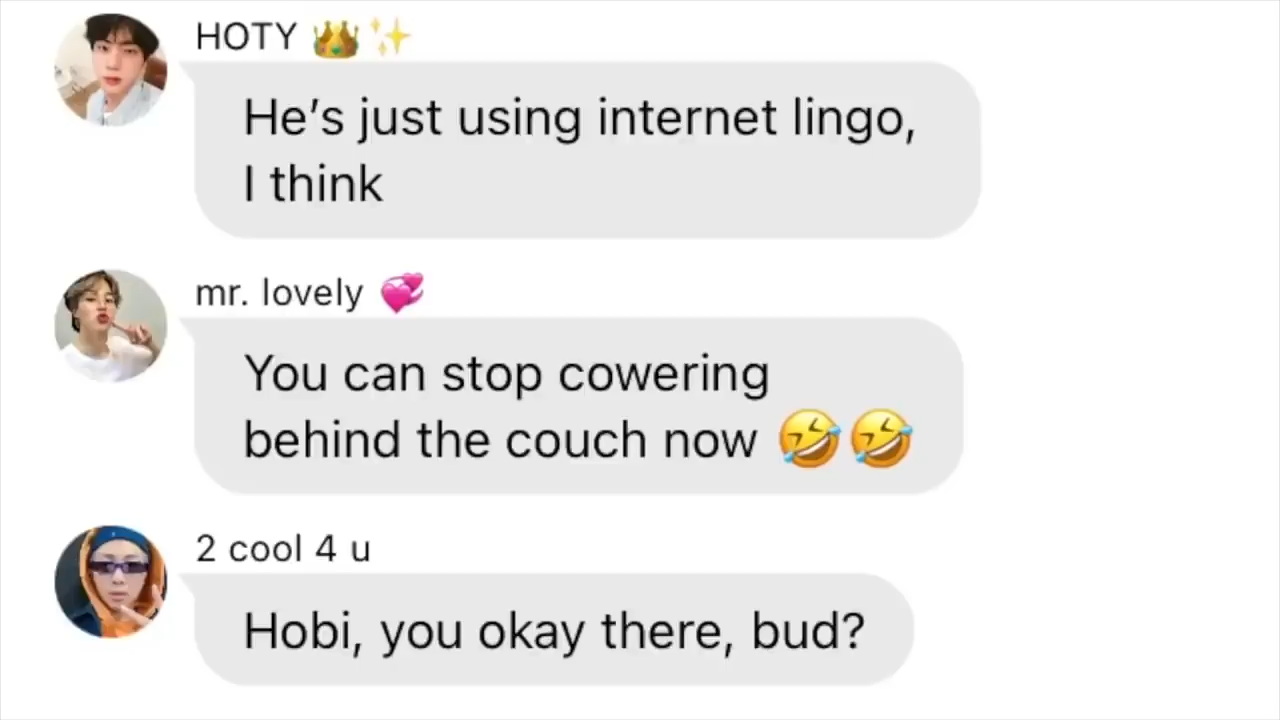 HOTY 👑✨
He’s just using internet lingo,
I think
mr. lovely 💞
You can stop cowering
behind the couch now 🤣🤣
2 cool 4 u
Hobi, you okay there, bud?